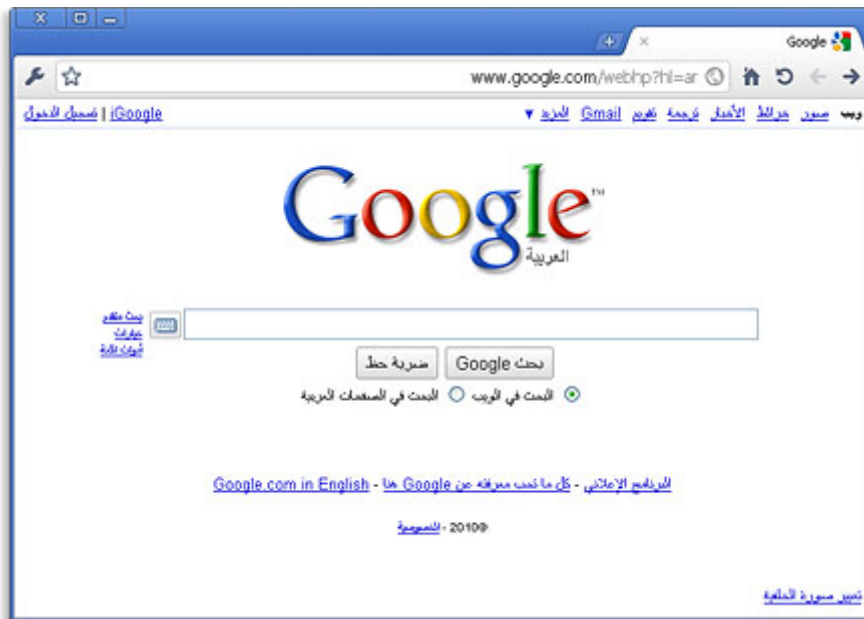 Google
www.google.com/webhp?hl=ar
ويب صور خرائط الأخبار ترجمة تقويم Gmail المزيد ▼
iGoogle | تسجيل الدخول
Google™
العربية
بحث متقدم
خيارات
أدوات اللغة
بحث Google ضربة حظ
البحث في الويب البحث في الصفحات العربية
البرنامج الإعلاني - كل ما تحب معرفته عن Google هنا - Google.com in English
©2010 - الخصوصية
تغيير صورة الخلفية